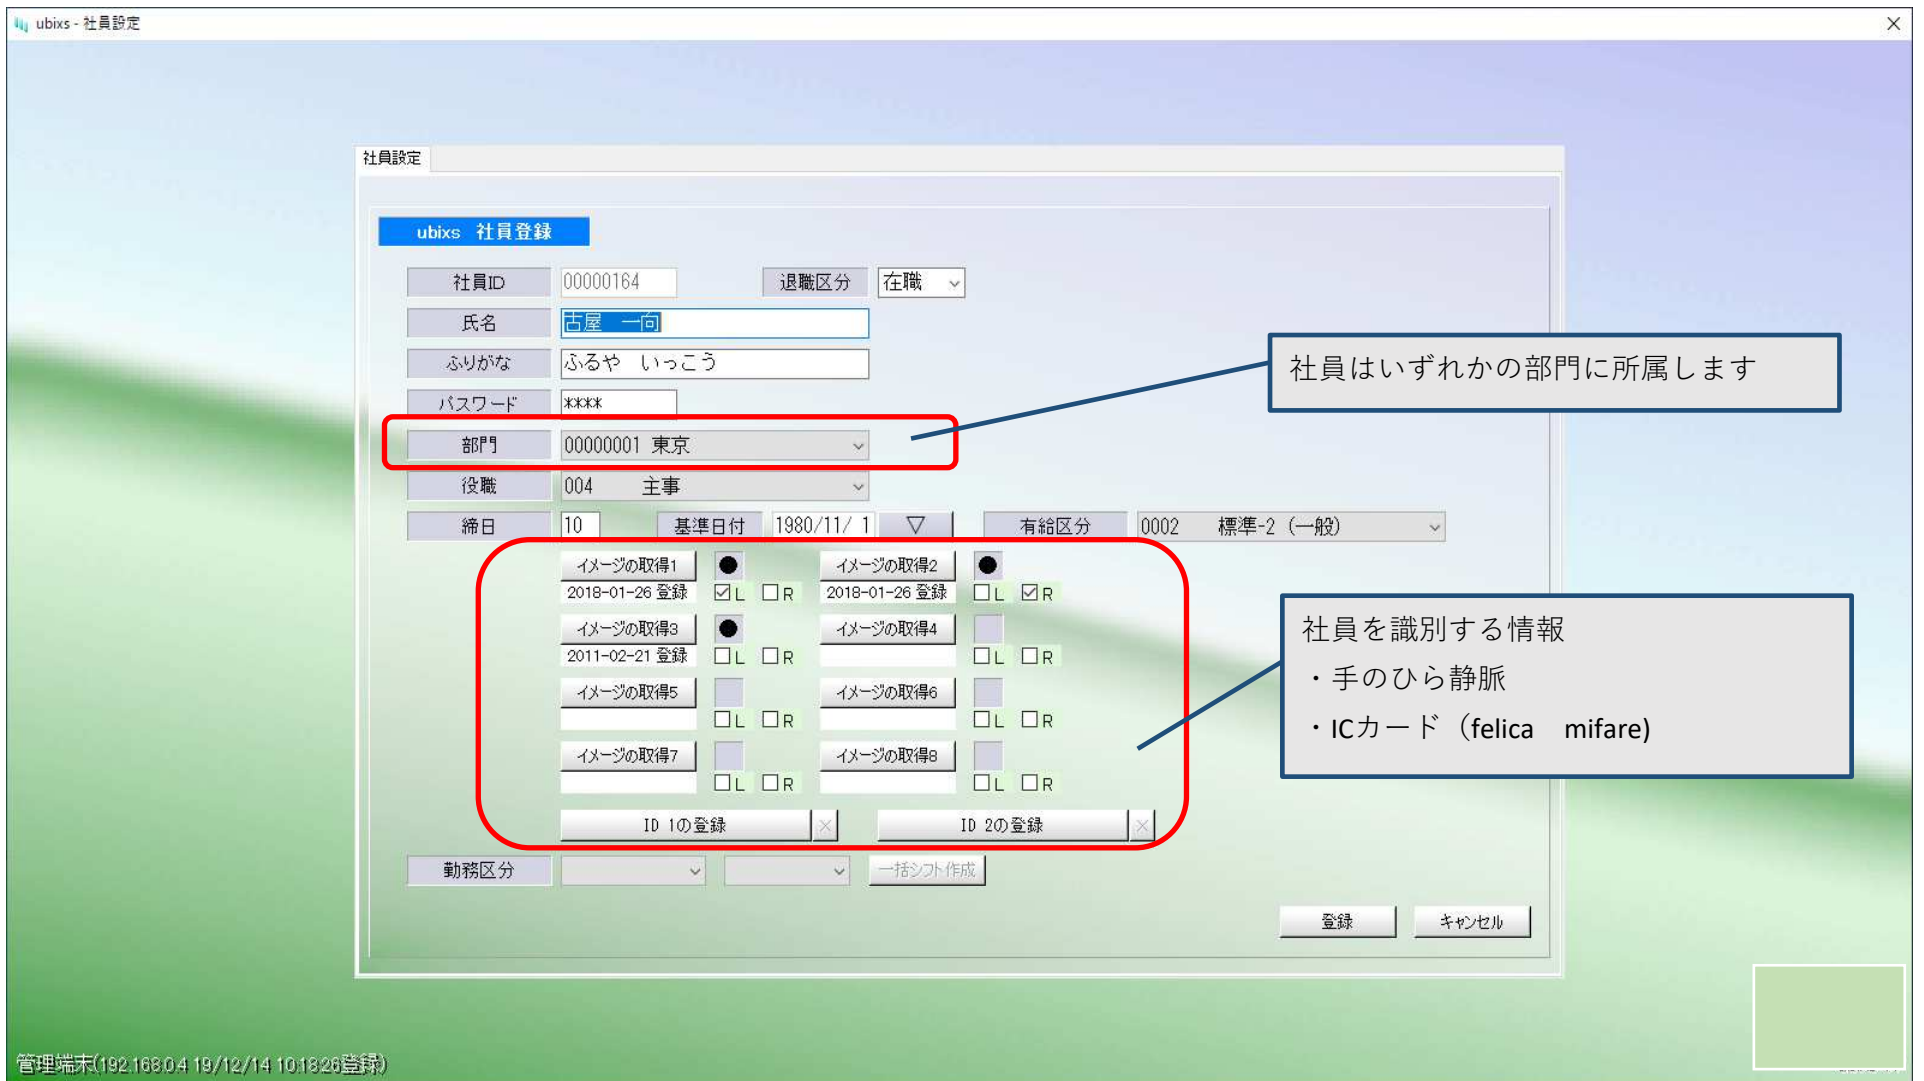 ubixs - 社員設定
社員設定
ubixs 社員登録
社員ID 00000164 退職区分 在職
氏名 古屋 一向
ふりがな ふるや いっこう
パスワード ****
部門 00000001 東京
役職 004 主事
締日 10 基準日付 1980/11/ 1 ▽ 有給区分 0002 標準-2 (一般)
社員はいずれかの部門に所属します
イメージの取得1 イメージの取得2
2018-01-26 登録 L R 2018-01-26 登録 L R
イメージの取得3 イメージの取得4
2011-02-21 登録 L R L R
イメージの取得5 イメージの取得6
L R L R
イメージの取得7 イメージの取得8
L R L R
ID 1の登録 × ID 2の登録 ×
社員を識別する情報
・手のひら静脈
・ICカード（felica mifare)
勤務区分 一括シフト作成
登録 キャンセル
管理端末(192.168.0.4 19/12/14 10:18:26登録)